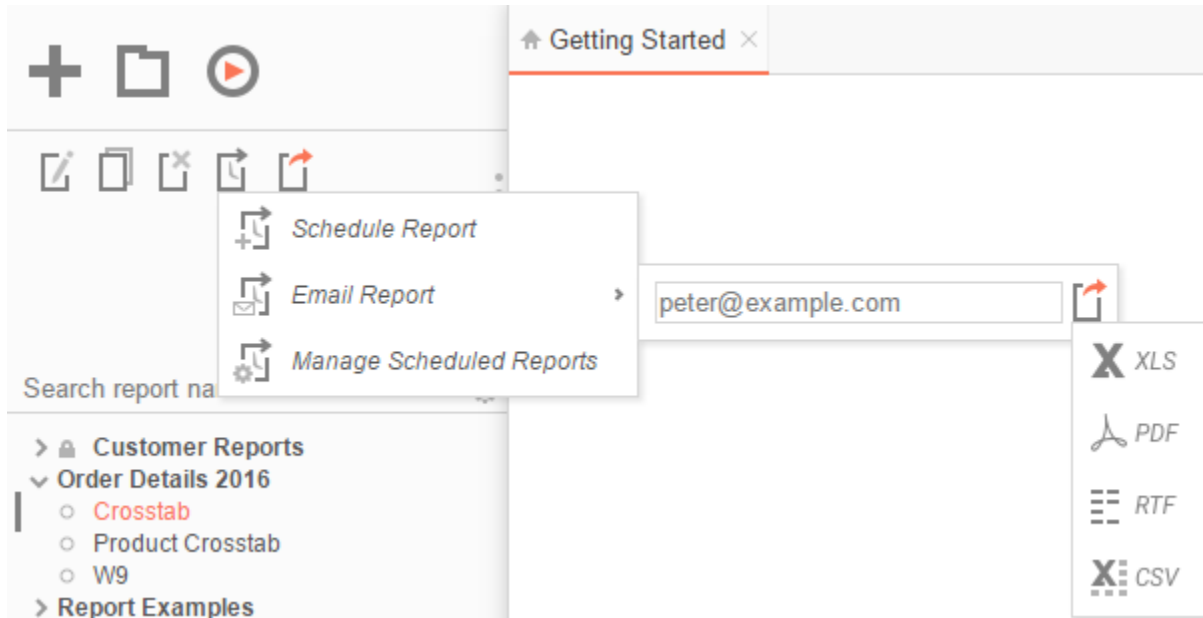 Getting Started
Schedule Report
Email Report
peter@example.com
Manage Scheduled Reports
XLS
PDF
RTF
CSV
Search report na
Customer Reports
Order Details 2016
Crosstab
Product Crosstab
W9
Report Examples